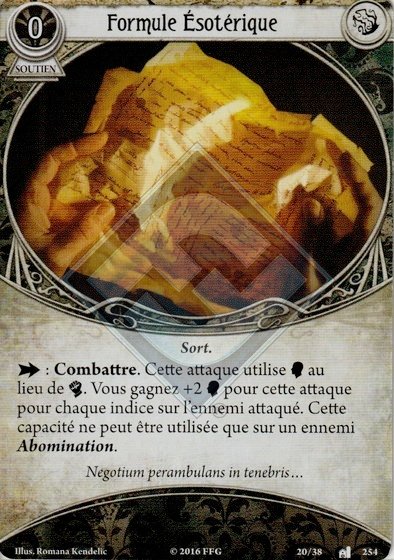 Formule Ésotérique
0
SOUTIEN
Sort.
: Combattre. Cette attaque utilise au
lieu de . Vous gagnez +2 pour cette attaque
pour chaque indice sur l'ennemi attaqué. Cette
capacité ne peut être utilisée que sur un ennemi
Abomination.
Negotium perambulans in tenebris…
Illus. Romana Kendelic
© 2016 FFG
20/38
254